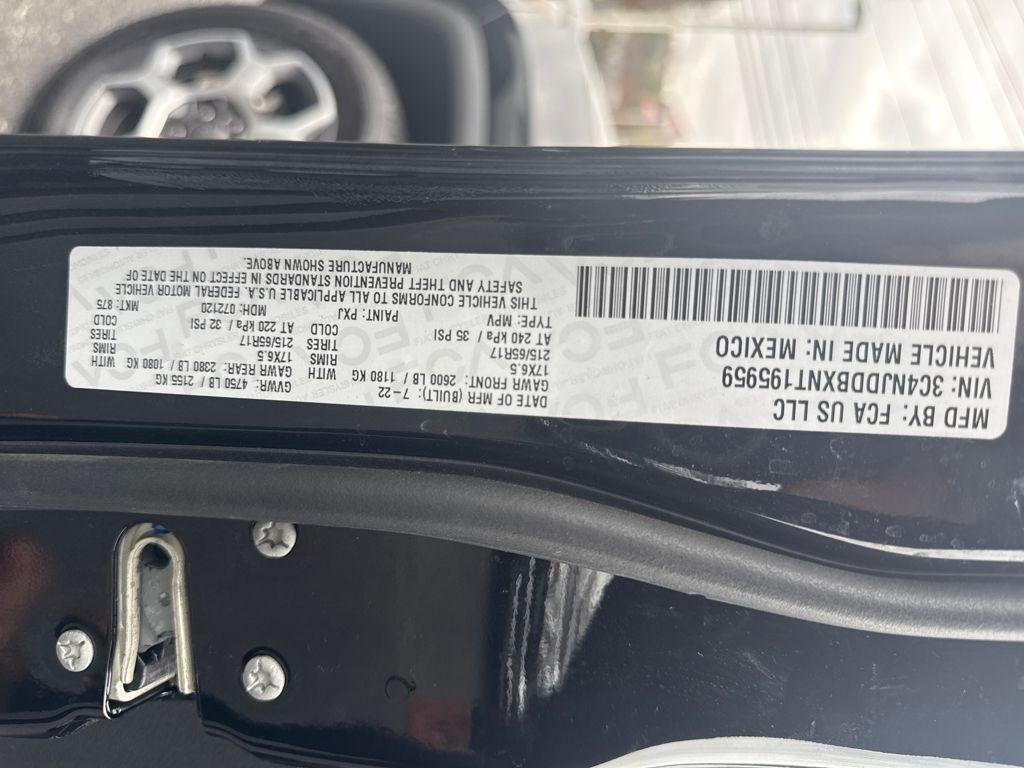 MFD BY: FCA US LLC
VIN: 3C4NJDDBXNT195959
VEHICLE MADE IN: MEXICO
DATE OF MFR (BUILT): 7-22
GVWR: 4750 LB / 2155 KG
GAWR FRONT: 2600 LB / 1180 KG WITH
GAWR REAR: 2380 LB / 1080 KG WITH
17X6.5 RIMS
17X6.5 RIMS
215/65R17 TIRES
215/65R17 TIRES
AT 240 kPa / 35 PSI COLD
AT 220 kPa / 32 PSI COLD
TYPE: MPV PAINT: PXJ MDH: 072120 MKT: 875
THIS VEHICLE CONFORMS TO ALL APPLICABLE U.S.A. FEDERAL MOTOR VEHICLE
SAFETY AND THEFT PREVENTION STANDARDS IN EFFECT ON THE DATE OF
MANUFACTURE SHOWN ABOVE.